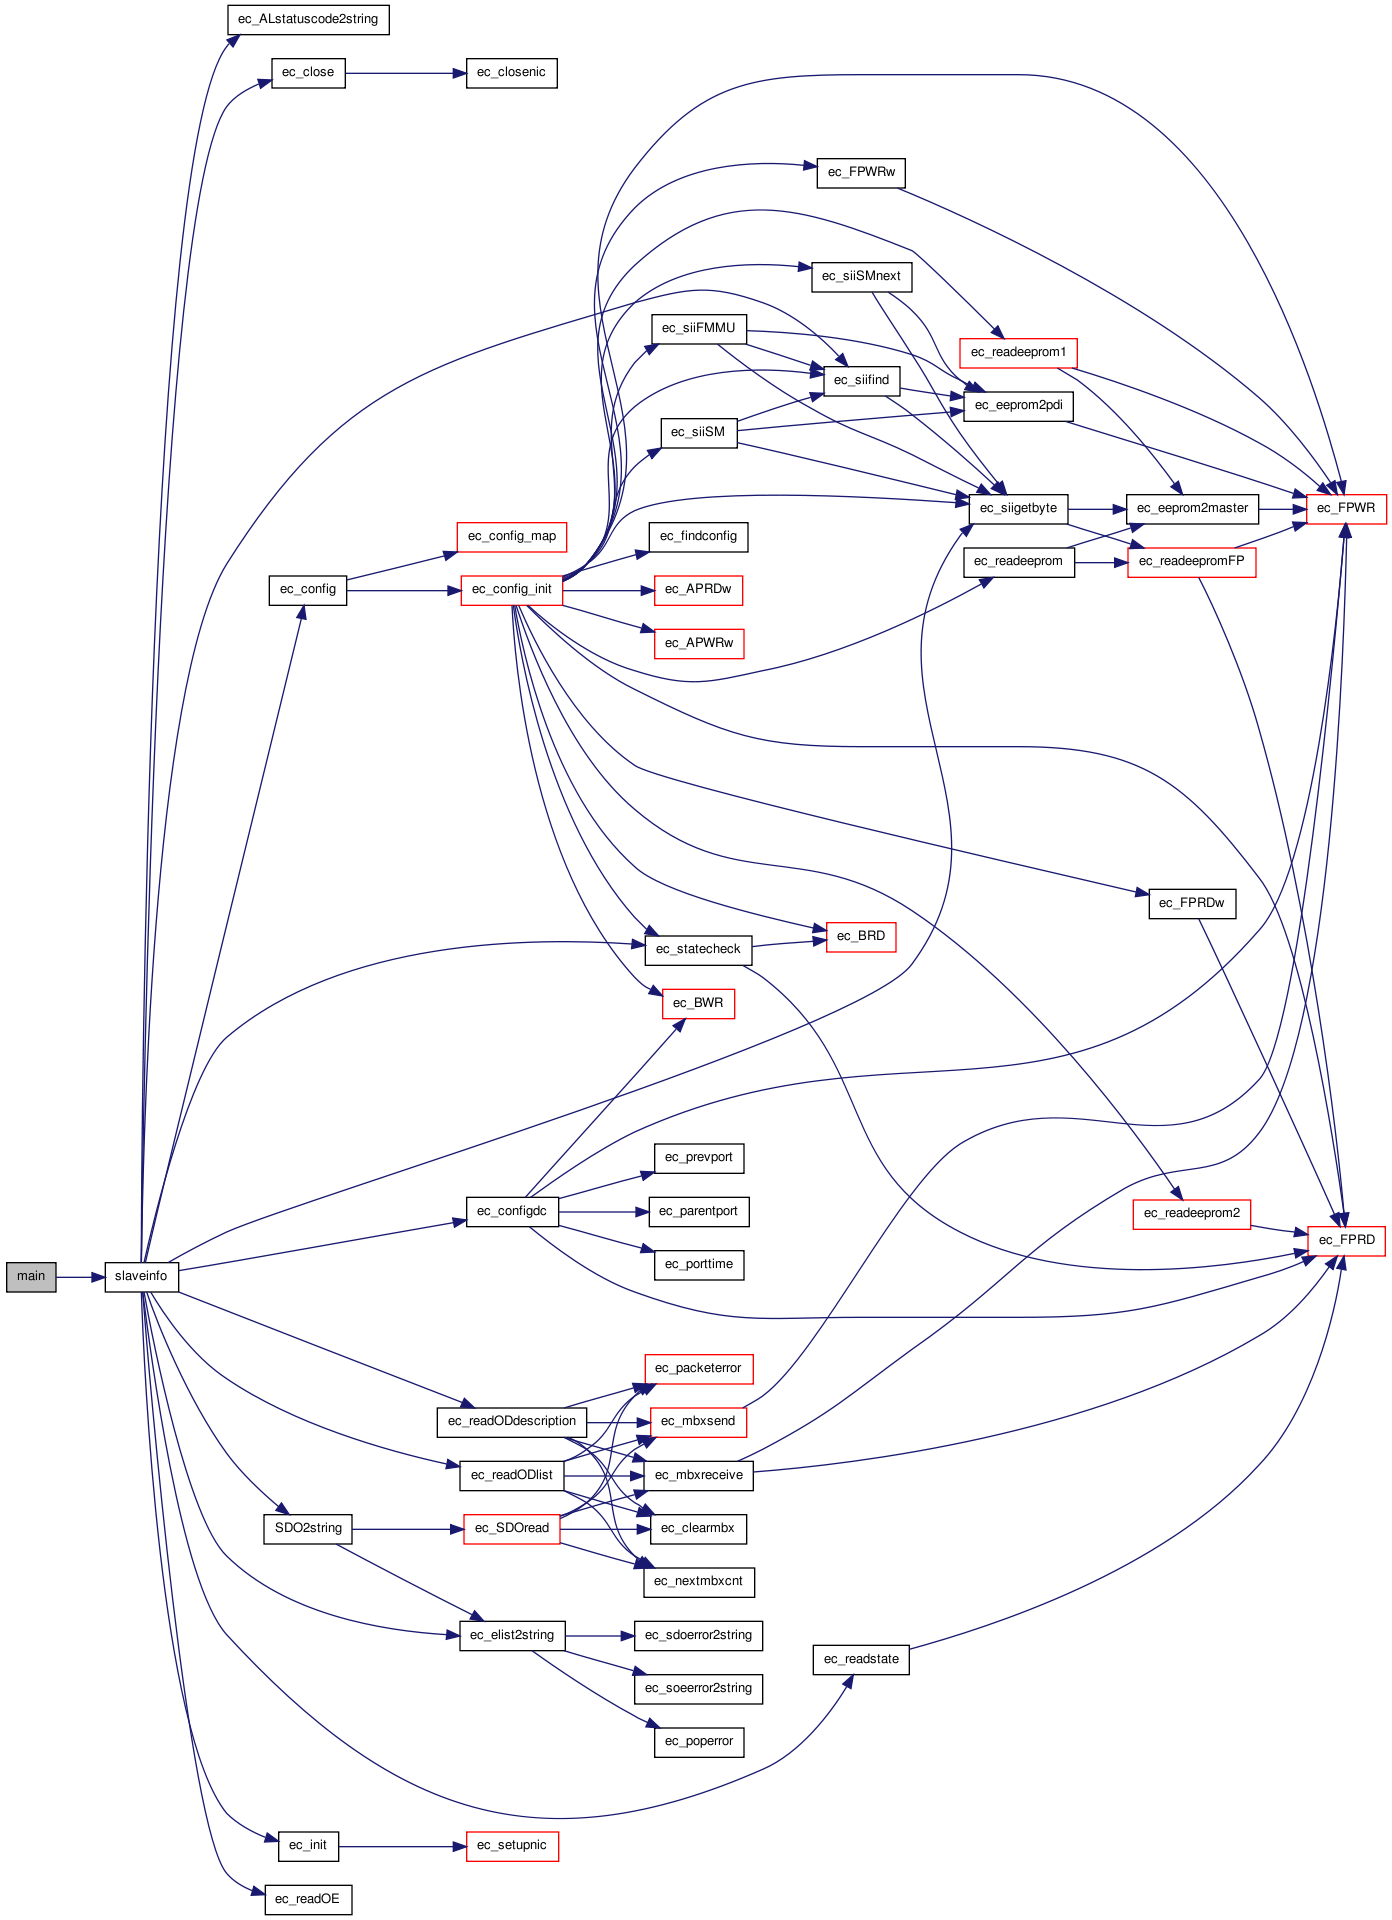 ec_ALstatuscode2string
ec_close
ec_closenic
ec_FPWRw
ec_siiSMnext
ec_siiFMMU
ec_readeeprom1
ec_siifind
ec_eeprom2pdi
ec_siiSM
ec_siigetbyte
ec_eeprom2master
ec_FPWR
ec_config_map
ec_findconfig
ec_readeeprom
ec_readeepromFP
ec_config
ec_config_init
ec_APRDw
ec_APWRw
ec_FPRDw
ec_BRD
ec_statecheck
ec_BWR
ec_prevport
ec_configdc
ec_parentport
ec_readeeprom2
ec_FPRD
ec_porttime
main
slaveinfo
ec_packeterror
ec_readODdescription
ec_mbxsend
ec_readODlist
ec_mbxreceive
SDO2string
ec_SDOread
ec_clearmbx
ec_nextmbxcnt
ec_elist2string
ec_sdoerror2string
ec_readstate
ec_soeerror2string
ec_poperror
ec_init
ec_setupnic
ec_readOE